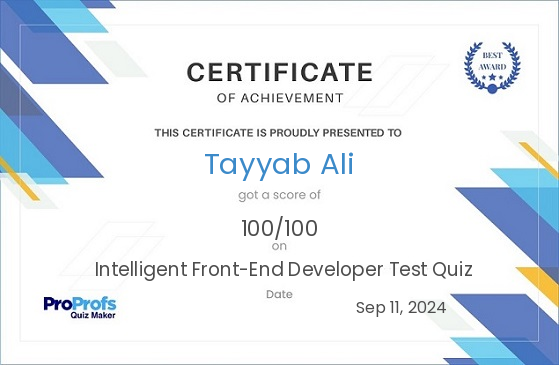 BEST
AWARD
CERTIFICATE
OF ACHIEVEMENT
THIS CERTIFICATE IS PROUDLY PRESENTED TO
Tayyab Ali
got a score of
100/100
on
Intelligent Front-End Developer Test Quiz
Date
Sep 11, 2024
ProProfs
Quiz Maker